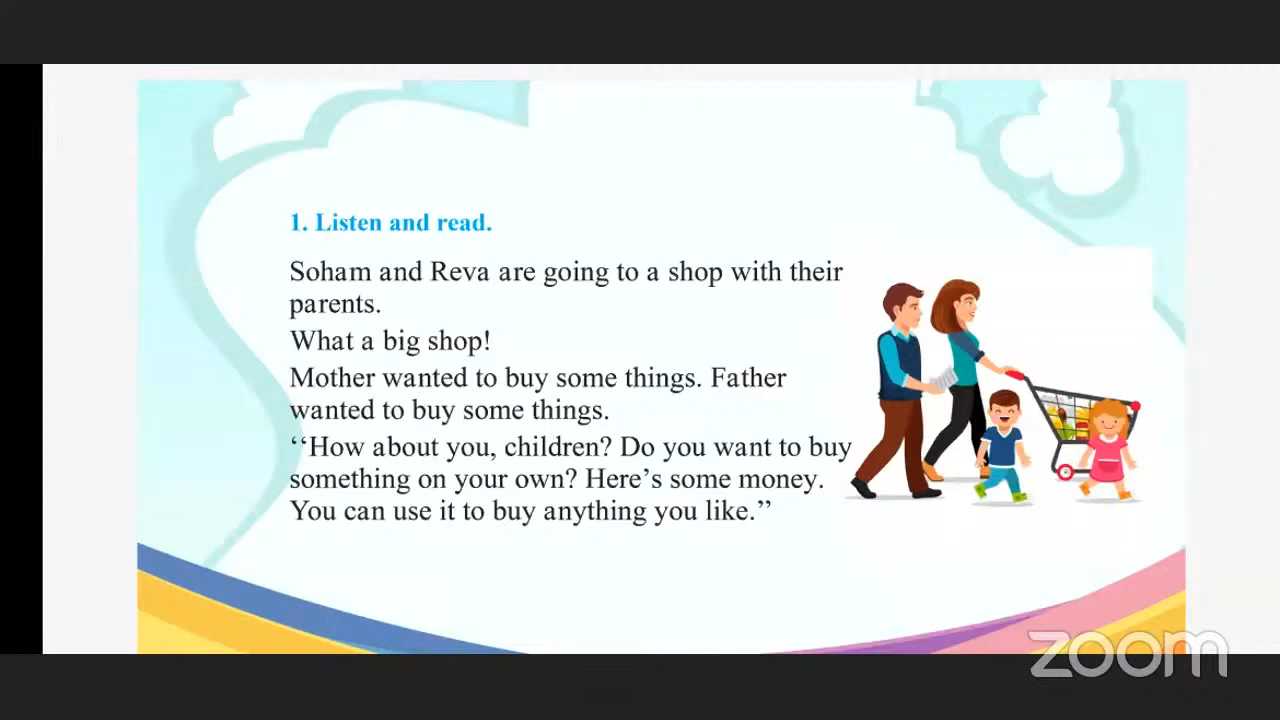 1. Listen and read.
Soham and Reva are going to a shop with their
parents.
What a big shop!
Mother wanted to buy some things. Father
wanted to buy some things.
‘‘How about you, children? Do you want to buy
something on your own? Here’s some money.
You can use it to buy anything you like.’’
zoom